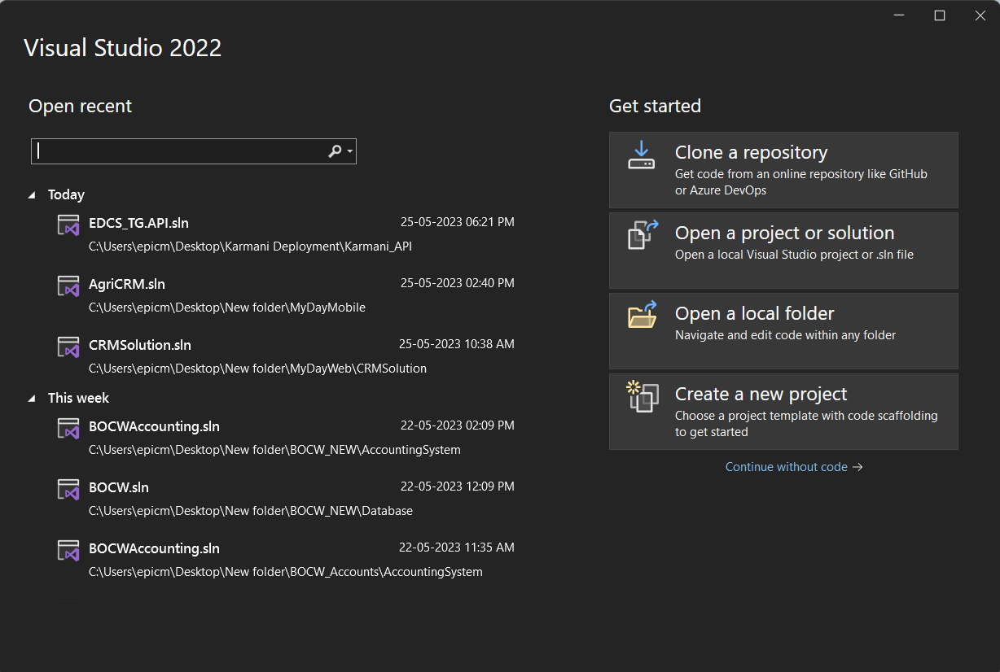 Visual Studio 2022
Open recent
Today
EDCS_TG.API.sln 25-05-2023 06:21 PM
C:\Users\epicm\Desktop\Karmani Deployment\Karmani_API
AgriCRM.sln 25-05-2023 02:40 PM
C:\Users\epicm\Desktop\New folder\MyDayMobile
CRMSolution.sln 25-05-2023 10:38 AM
C:\Users\epicm\Desktop\New folder\MyDayWeb\CRMSolution
This week
BOCWAccounting.sln 22-05-2023 02:09 PM
C:\Users\epicm\Desktop\New folder\BOCW_NEW\AccountingSystem
BOCW.sln 22-05-2023 12:09 PM
C:\Users\epicm\Desktop\New folder\BOCW_NEW\Database
BOCWAccounting.sln 22-05-2023 11:35 AM
C:\Users\epicm\Desktop\New folder\BOCW_Accounts\AccountingSystem
Get started
Clone a repository
Get code from an online repository like GitHub
or Azure DevOps
Open a project or solution
Open a local Visual Studio project or .sln file
Open a local folder
Navigate and edit code within any folder
Create a new project
Choose a project template with code scaffolding
to get started
Continue without code →